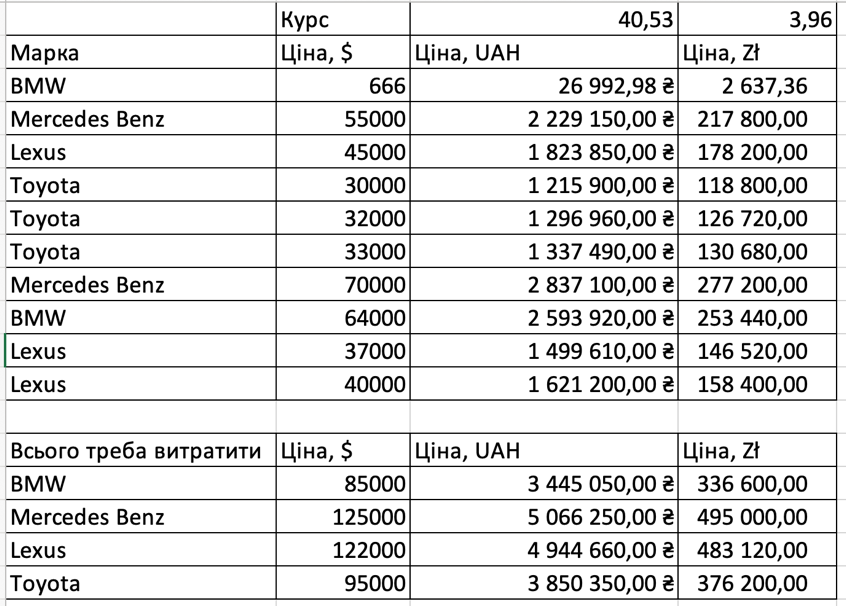 Курс 40,53 3,96
Марка Ціна, $ Ціна, UAH Ціна, Zł
BMW 666 26 992,98 ₴ 2 637,36
Mercedes Benz 55000 2 229 150,00 ₴ 217 800,00
Lexus 45000 1 823 850,00 ₴ 178 200,00
Toyota 30000 1 215 900,00 ₴ 118 800,00
Toyota 32000 1 296 960,00 ₴ 126 720,00
Toyota 33000 1 337 490,00 ₴ 130 680,00
Mercedes Benz 70000 2 837 100,00 ₴ 277 200,00
BMW 64000 2 593 920,00 ₴ 253 440,00
Lexus 37000 1 499 610,00 ₴ 146 520,00
Lexus 40000 1 621 200,00 ₴ 158 400,00
Всього треба витратити Ціна, $ Ціна, UAH Ціна, Zł
BMW 85000 3 445 050,00 ₴ 336 600,00
Mercedes Benz 125000 5 066 250,00 ₴ 495 000,00
Lexus 122000 4 944 660,00 ₴ 483 120,00
Toyota 95000 3 850 350,00 ₴ 376 200,00